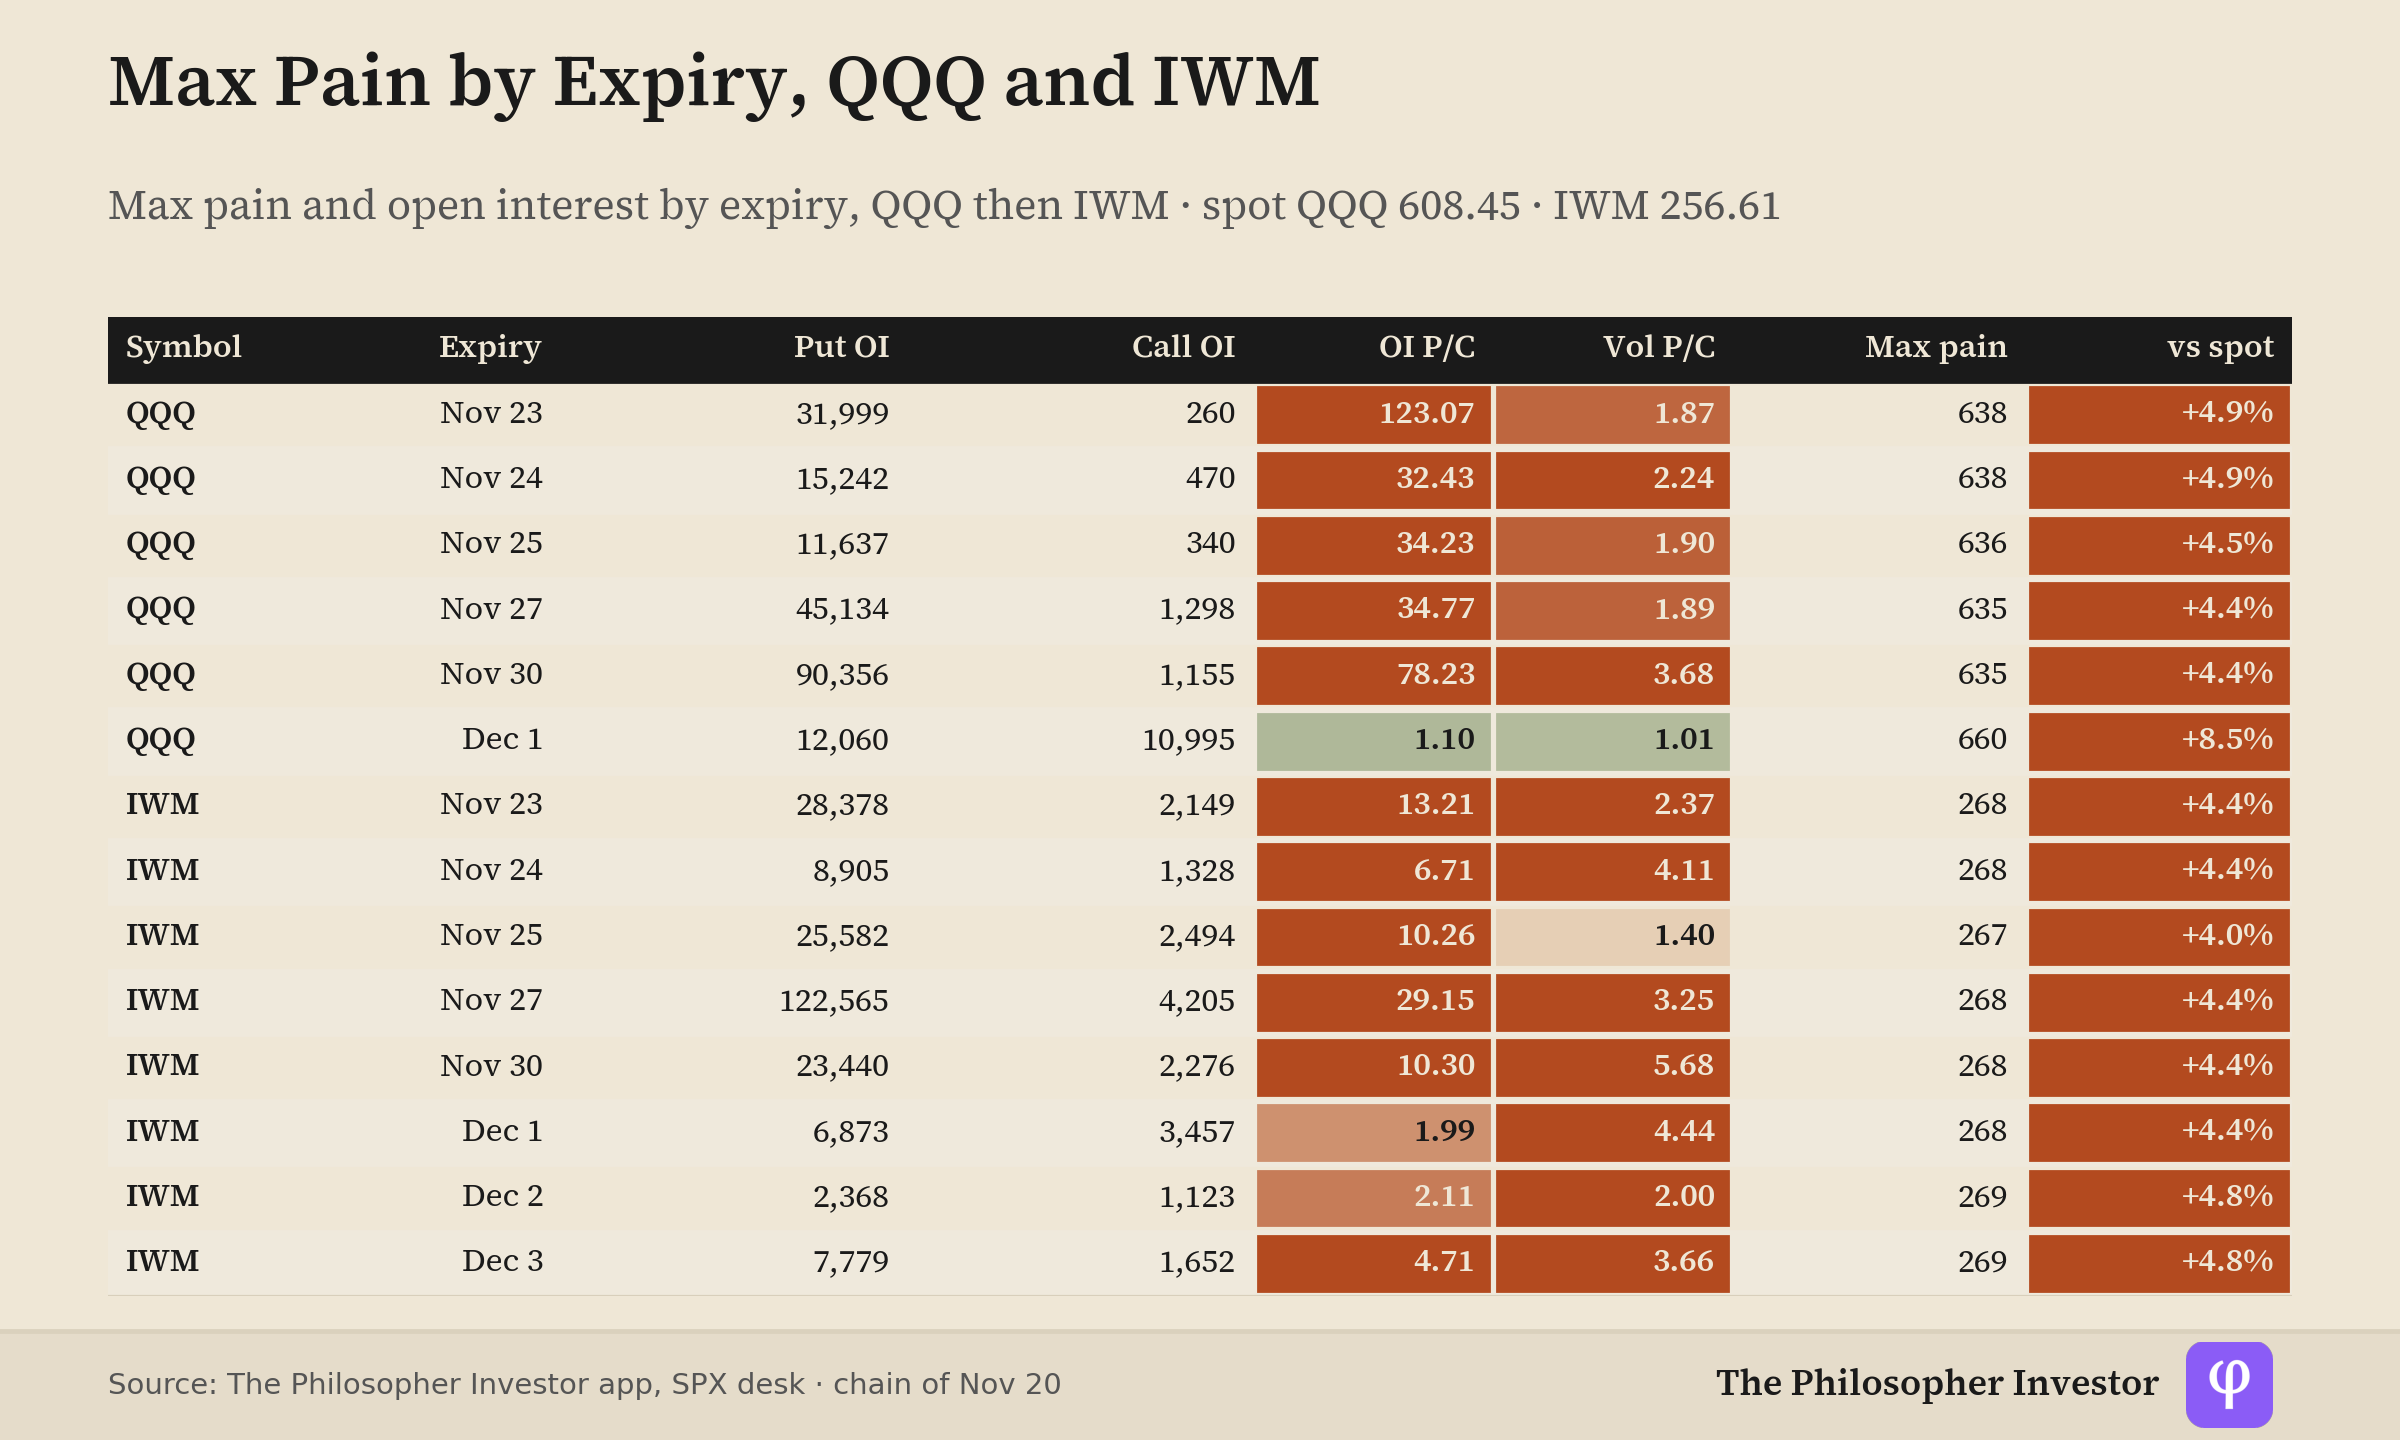 Max Pain by Expiry, QQQ and IWM
Max pain and open interest by expiry, QQQ then IWM · spot QQQ 608.45 · IWM 256.61
Symbol Expiry Put OI Call OI OI P/C Vol P/C Max pain vs spot
QQQ Nov 23 31,999 260 123.07 1.87 638 +4.9%
QQQ Nov 24 15,242 470 32.43 2.24 638 +4.9%
QQQ Nov 25 11,637 340 34.23 1.90 636 +4.5%
QQQ Nov 27 45,134 1,298 34.77 1.89 635 +4.4%
QQQ Nov 30 90,356 1,155 78.23 3.68 635 +4.4%
QQQ Dec 1 12,060 10,995 1.10 1.01 660 +8.5%
IWM Nov 23 28,378 2,149 13.21 2.37 268 +4.4%
IWM Nov 24 8,905 1,328 6.71 4.11 268 +4.4%
IWM Nov 25 25,582 2,494 10.26 1.40 267 +4.0%
IWM Nov 27 122,565 4,205 29.15 3.25 268 +4.4%
IWM Nov 30 23,440 2,276 10.30 5.68 268 +4.4%
IWM Dec 1 6,873 3,457 1.99 4.44 268 +4.4%
IWM Dec 2 2,368 1,123 2.11 2.00 269 +4.8%
IWM Dec 3 7,779 1,652 4.71 3.66 269 +4.8%
Source: The Philosopher Investor app, SPX desk · chain of Nov 20
The Philosopher Investor φ